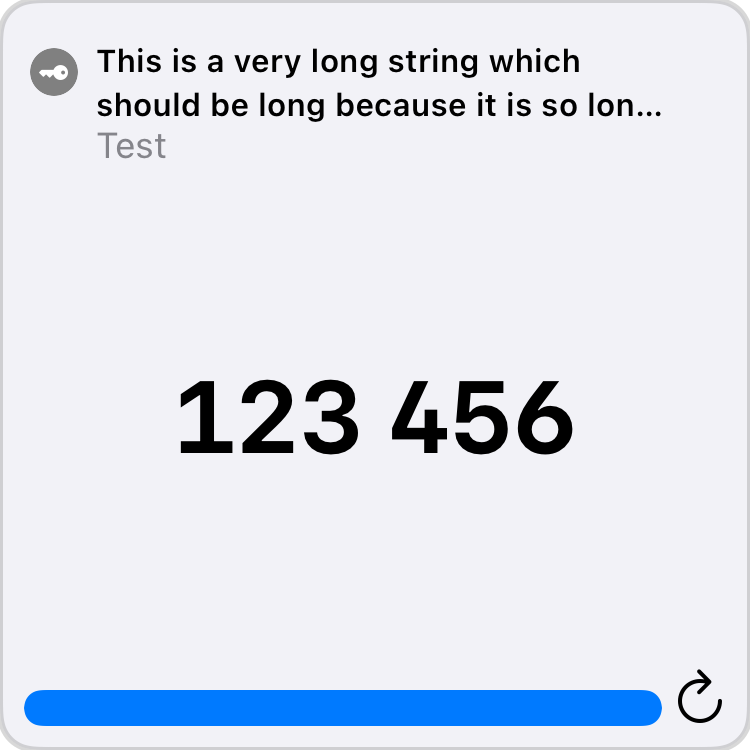 This is a very long string which
should be long because it is so lon...
Test
123 456